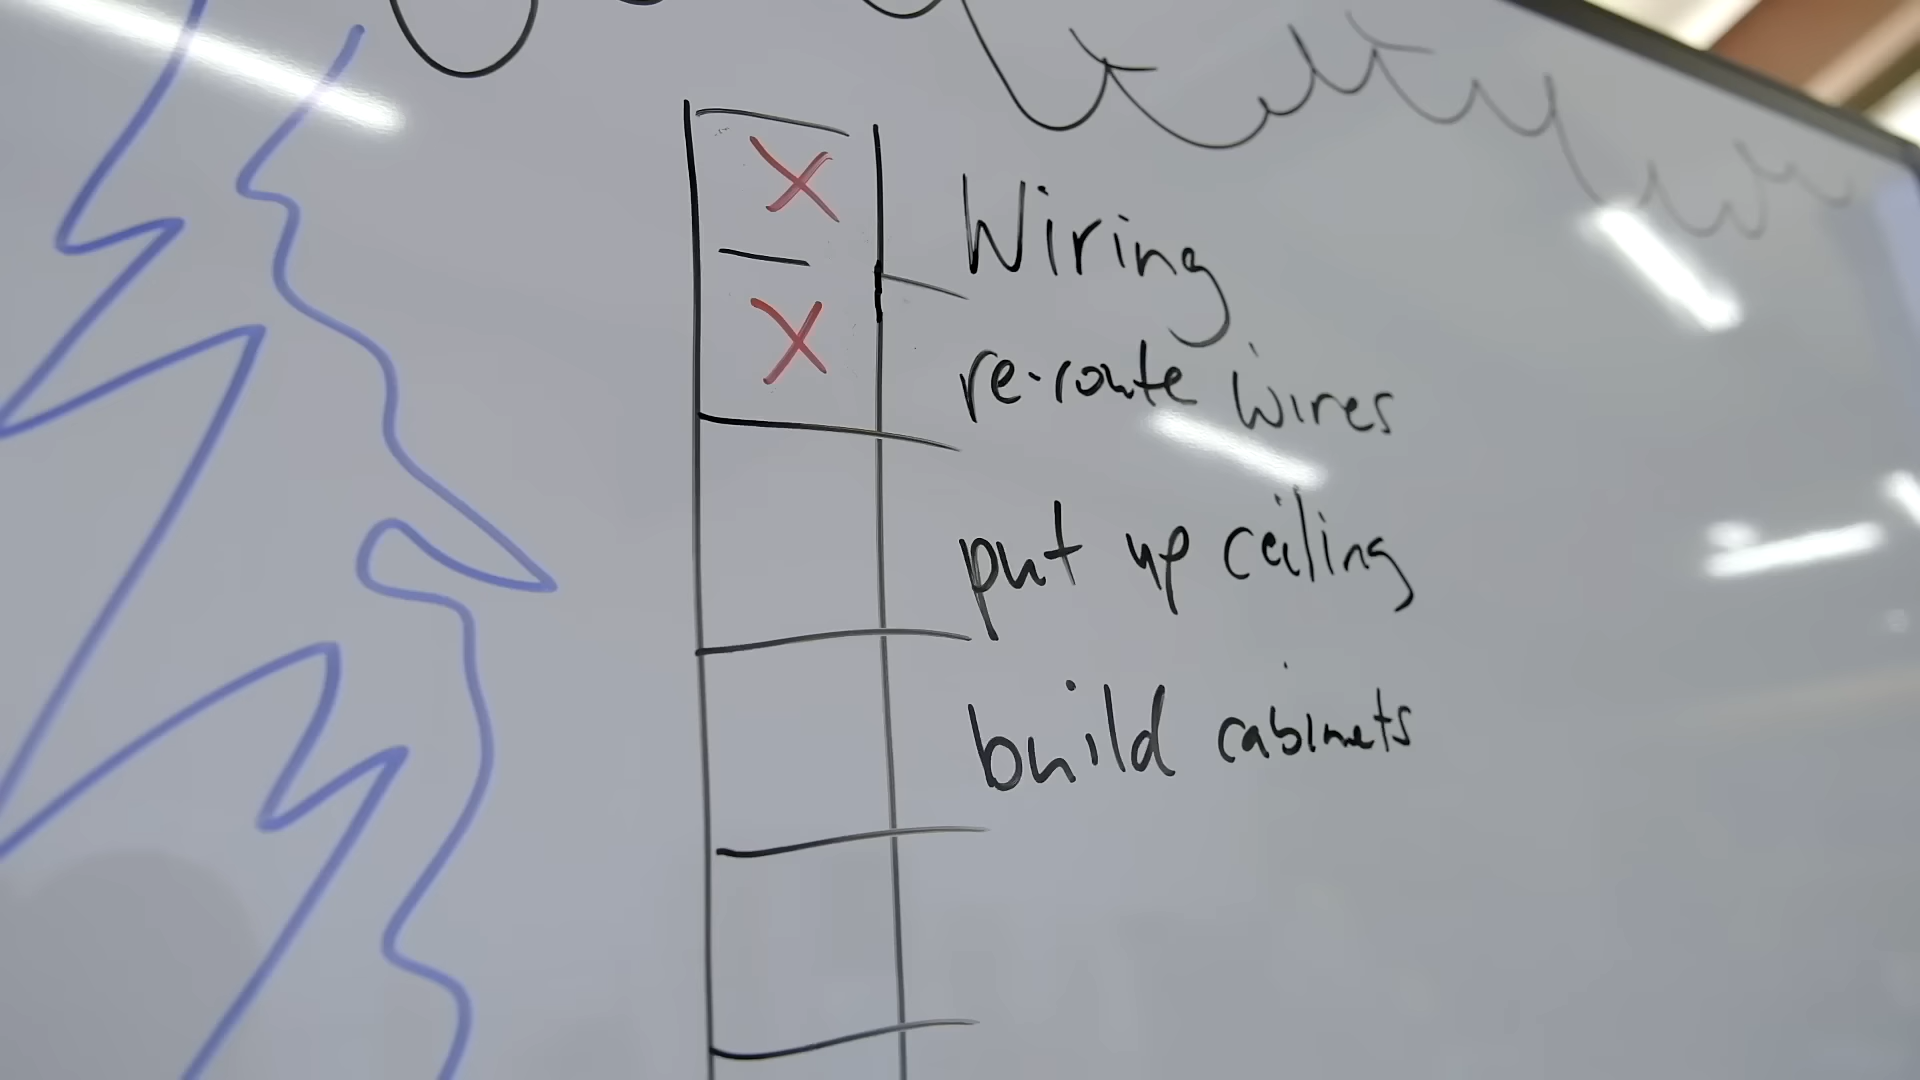 X
Wiring
X
re-route wires
put up ceiling
build cabinets